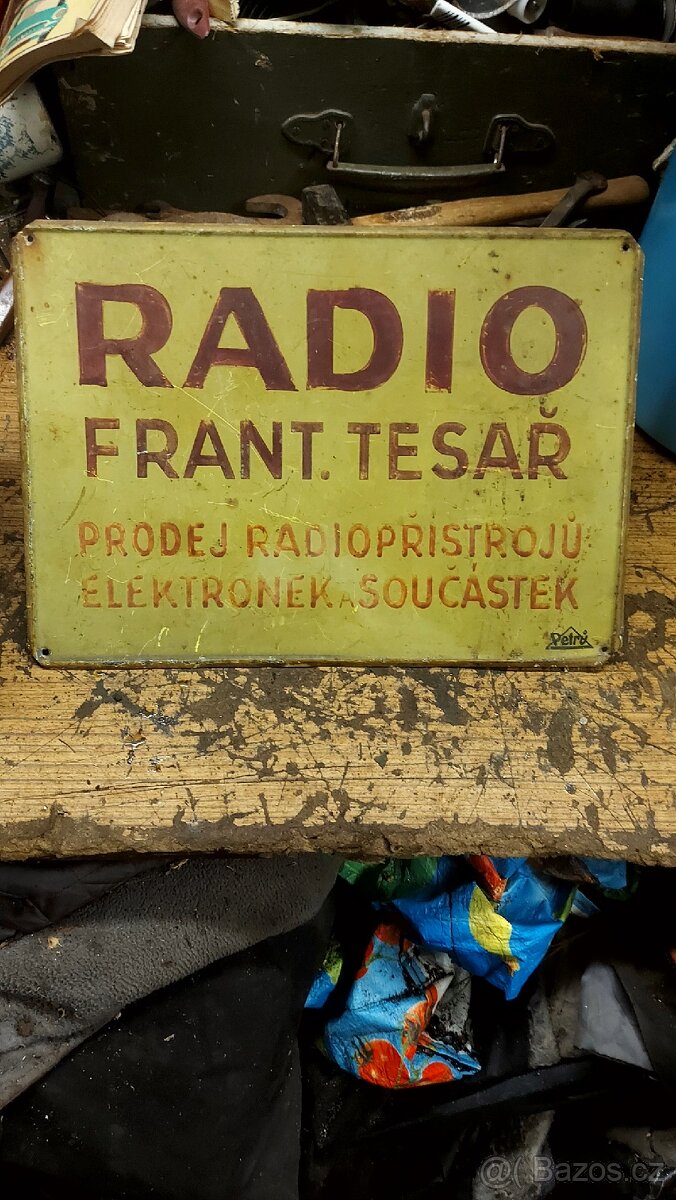 RADIO
FRANT. TESAŘ
PRODEJ RADIOPŘÍSTROJŮ
ELEKTRONEK A SOUČÁSTEK
Petrá
@( Bazos.cz